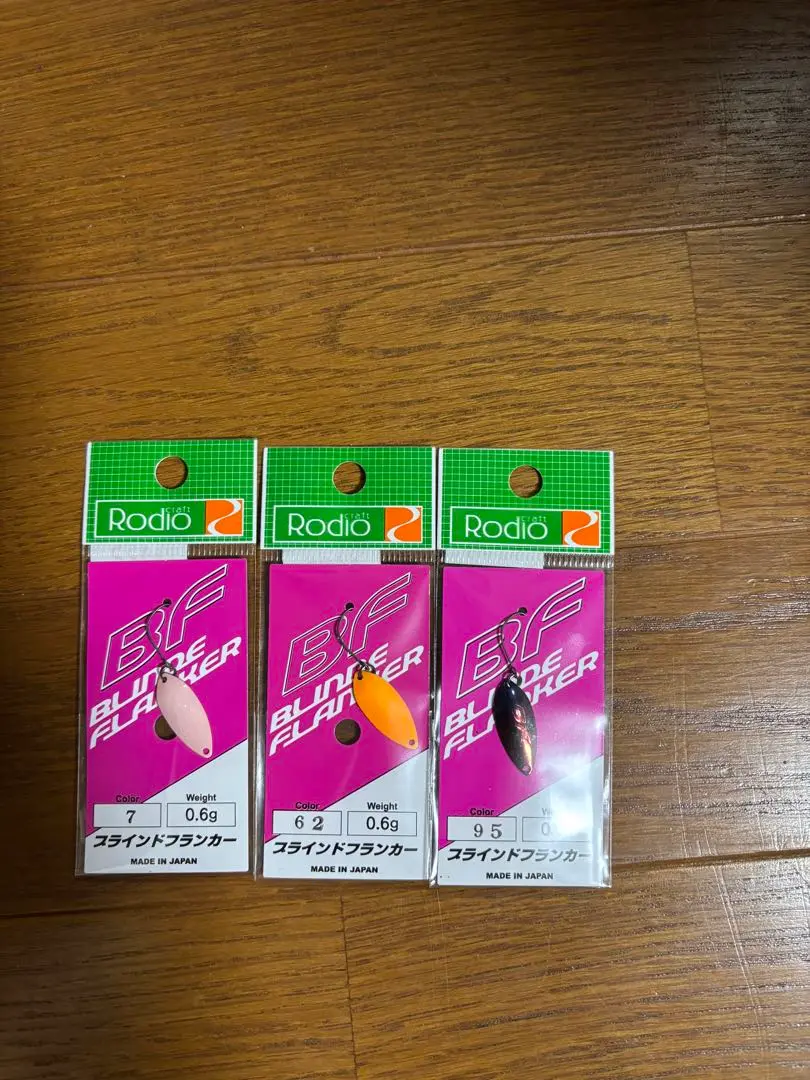 craft
Rodio
BF
BLINDE
FLANKER
Color
7
Weight
0.6g
ブラインドフランカー
MADE IN JAPAN
craft
Rodio
BF
BLINDE
FLANKER
Color
62
Weight
0.6g
ブラインドフランカー
MADE IN JAPAN
craft
Rodio
BF
BLINDE
FLANKER
Color
95
ブラインドフランカー
MADE IN JAPAN